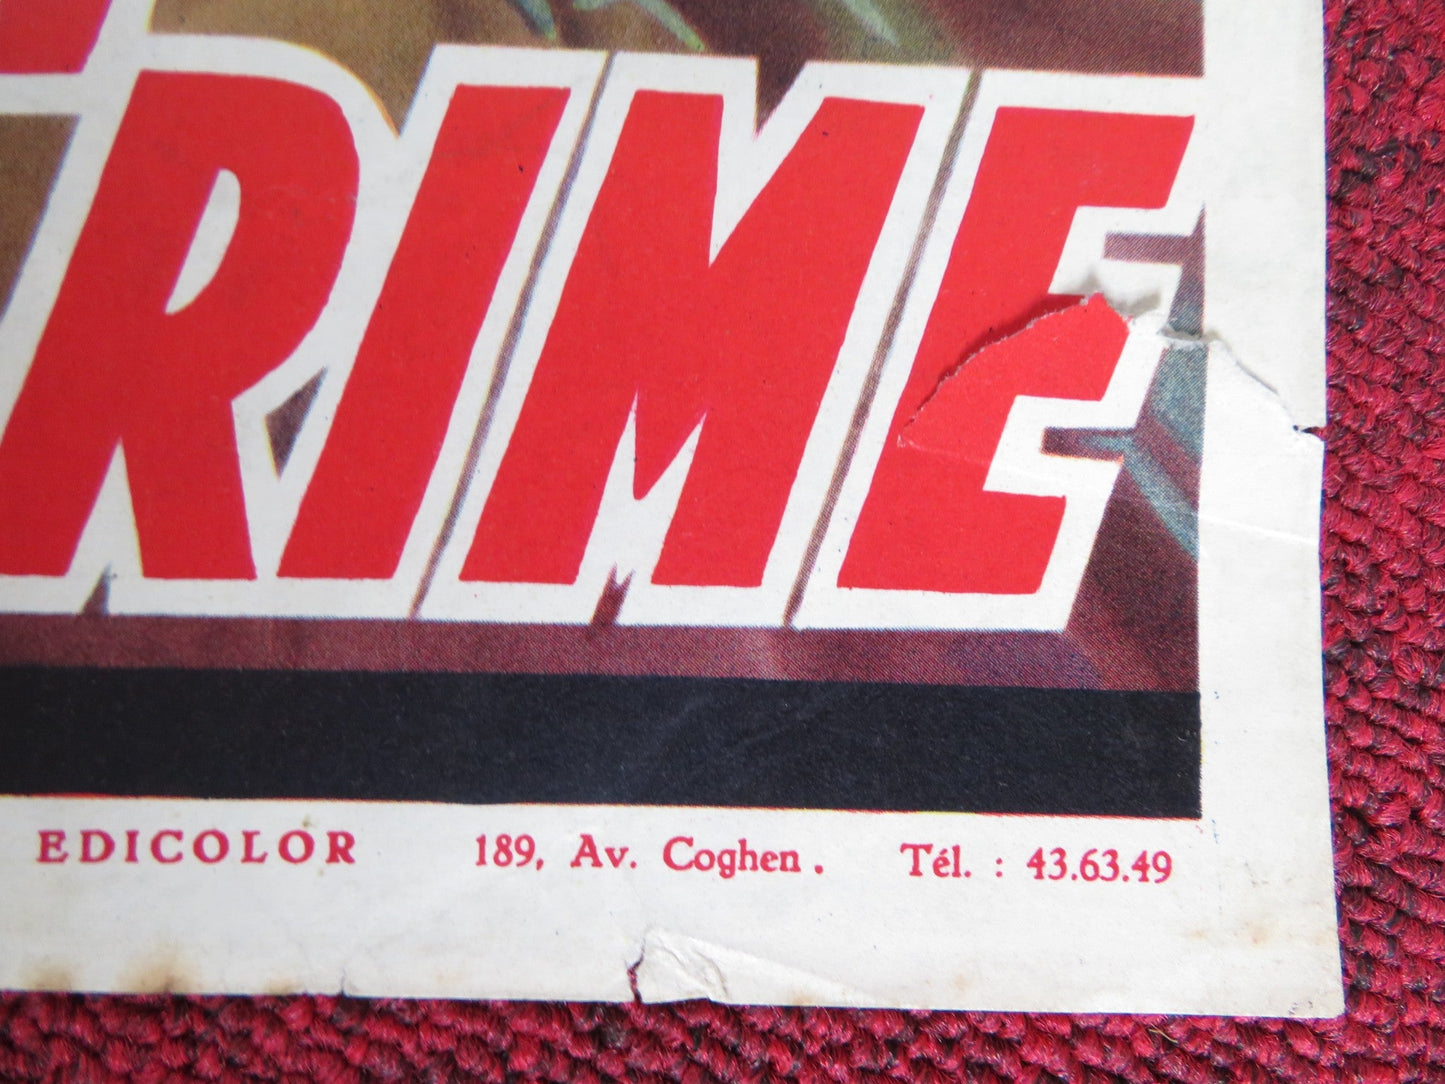 RIME
EDICOLOR 189, Av. Coghen. Tél. : 43.63.49